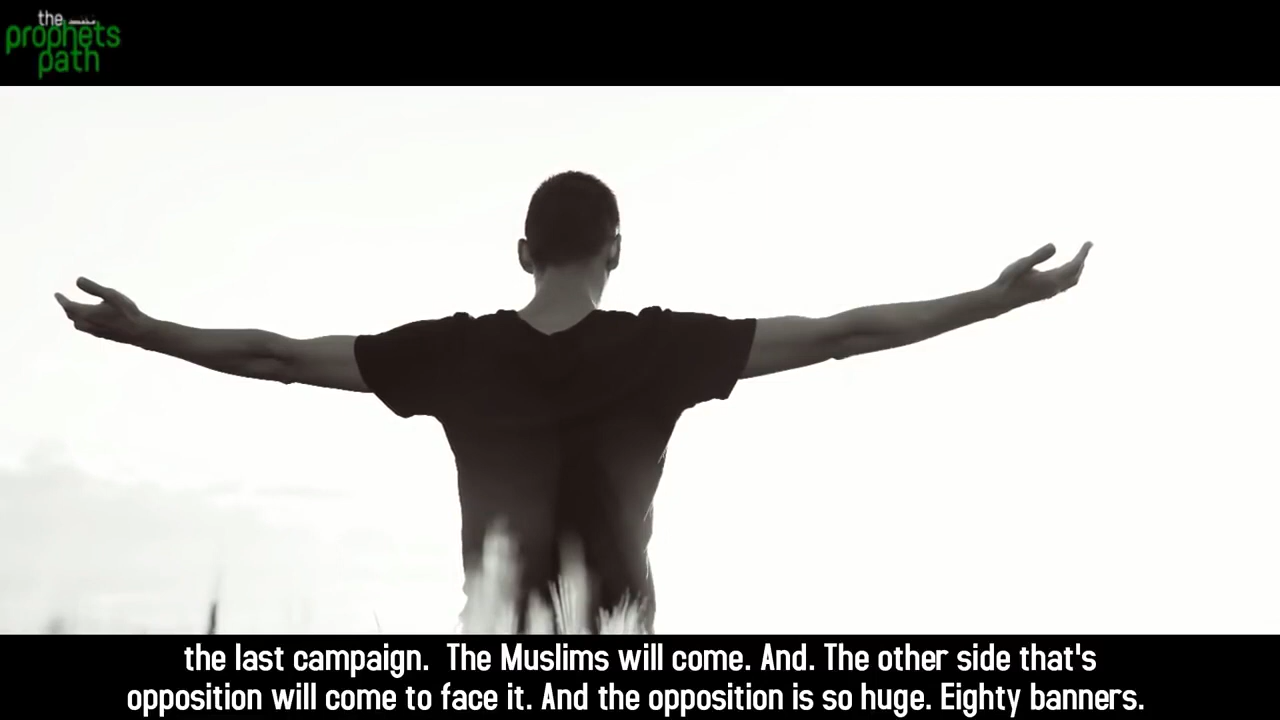 the
prophets
path
the last campaign.  The Muslims will come. And. The other side that's
opposition will come to face it. And the opposition is so huge. Eighty banners.